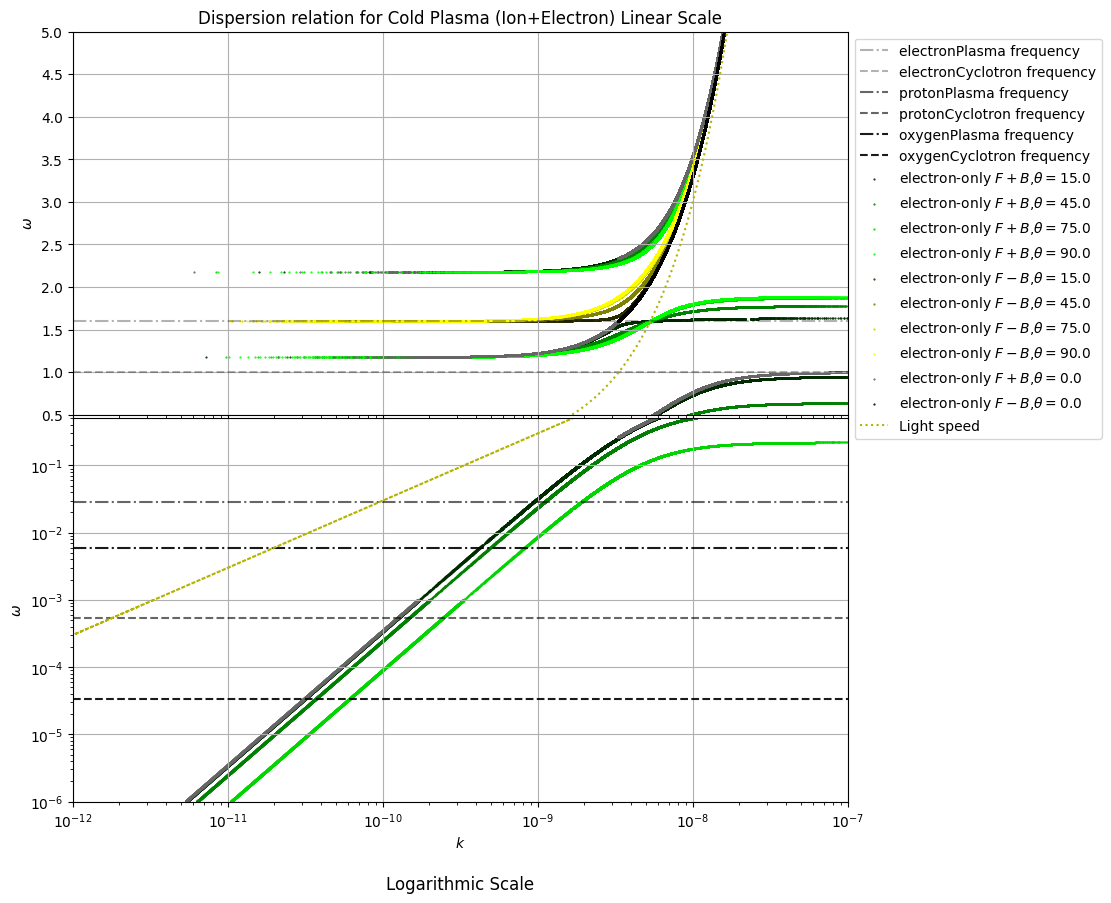 Dispersion relation for Cold Plasma (Ion+Electron) Linear Scale
5.0
4.5
4.0
3.5
3.0
2.5
2.0
1.5
1.0
0.5
ω
electronPlasma frequency
electronCyclotron frequency
protonPlasma frequency
protonCyclotron frequency
oxygenPlasma frequency
oxygenCyclotron frequency
electron-only F + B,θ = 15.0
electron-only F + B,θ = 45.0
electron-only F + B,θ = 75.0
electron-only F + B,θ = 90.0
electron-only F − B,θ = 15.0
electron-only F − B,θ = 45.0
electron-only F − B,θ = 75.0
electron-only F − B,θ = 90.0
electron-only F + B,θ = 0.0
electron-only F − B,θ = 0.0
Light speed
10⁻¹
10⁻²
10⁻³
10⁻⁴
10⁻⁵
10⁻⁶
ω
10⁻¹² 10⁻¹¹ 10⁻¹⁰ 10⁻⁹ 10⁻⁸ 10⁻⁷
k
Logarithmic Scale